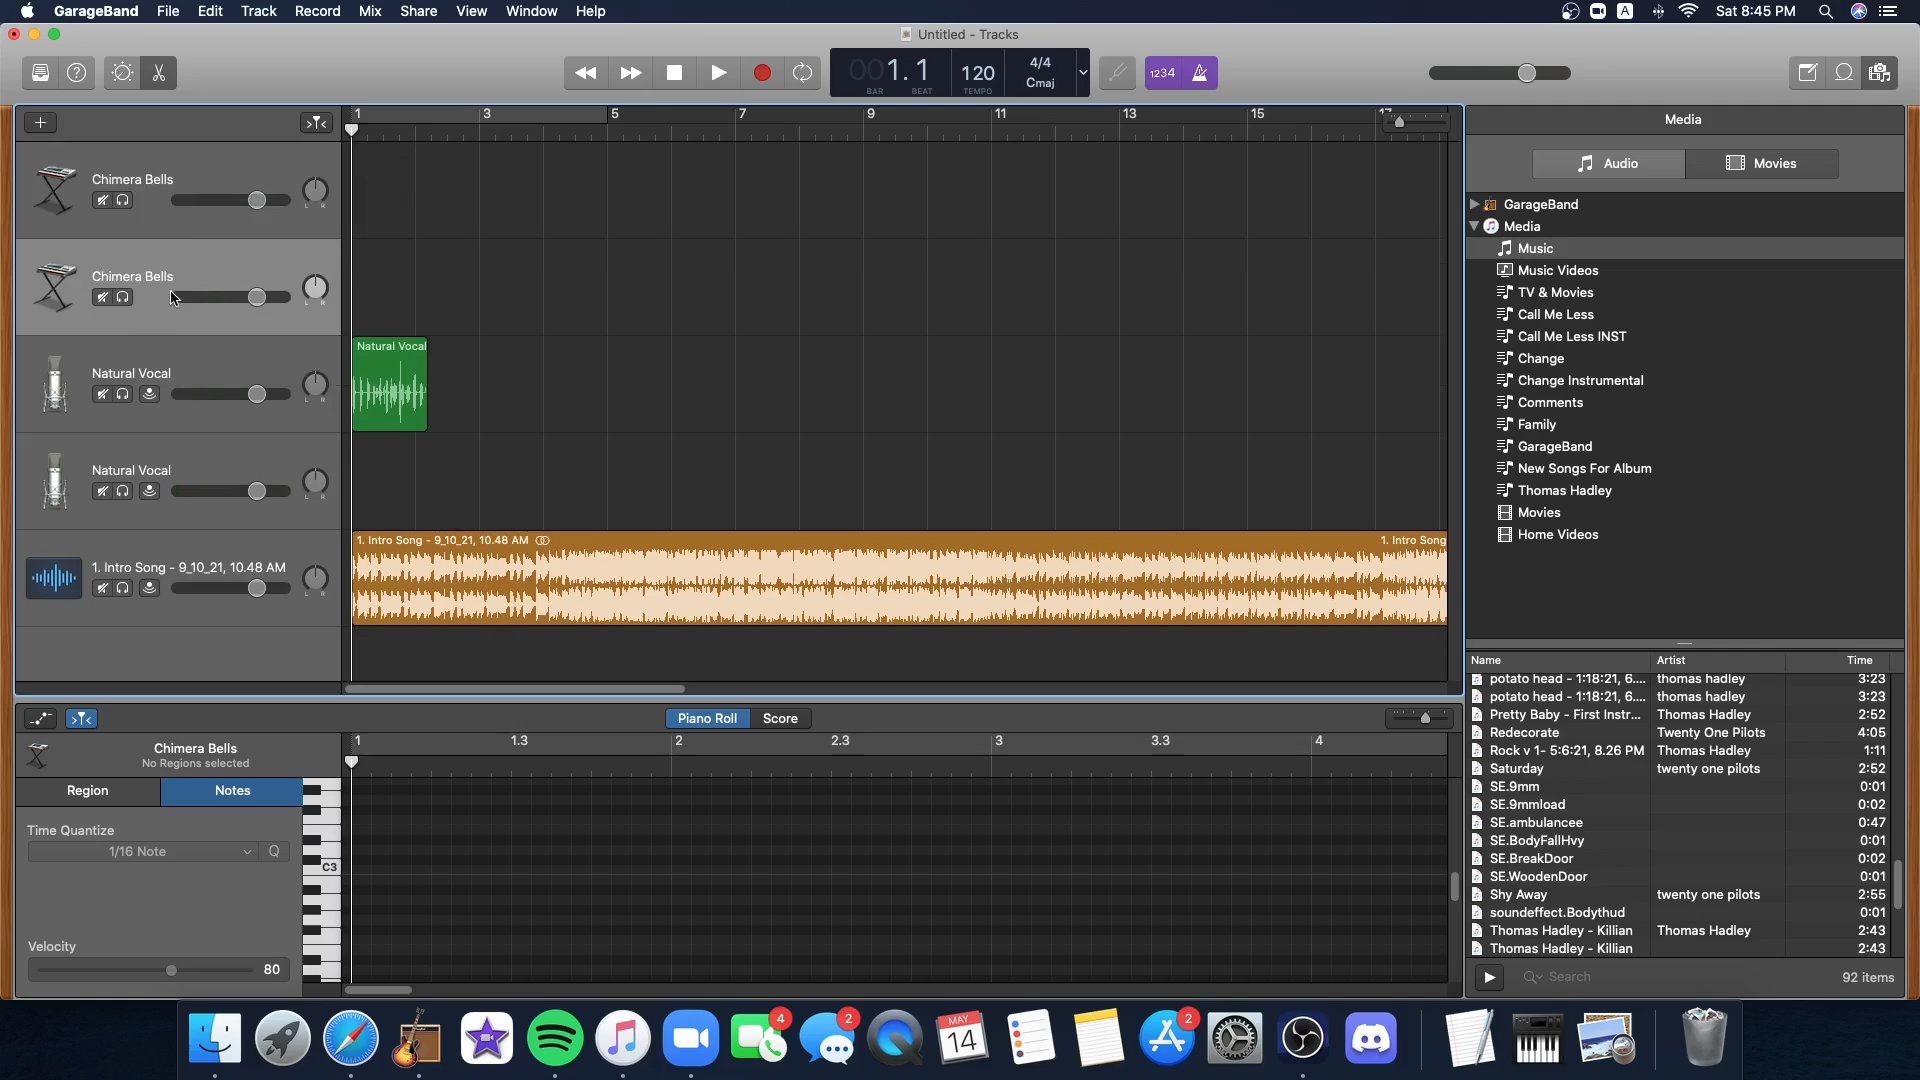 GarageBand File Edit Track Record Mix Share View Window Help
A Sat 8:45 PM
Untitled - Tracks
001.1 120 4/4 Cmaj
BAR BEAT TEMPO
1234
1 3 5 7 9 11 13 15 17
Chimera Bells
L R
Chimera Bells
L R
Natural Vocal
L R
Natural Vocal
Natural Vocal
L R
1. Intro Song - 9_10_21, 10.48 AM
L R
1. Intro Song - 9_10_21, 10.48 AM
1. Intro Song
Piano Roll Score
Chimera Bells
No Regions selected
1 1.3 2 2.3 3 3.3 4
Region Notes
Time Quantize
1/16 Note Q
C3
Velocity
80
Media
Audio Movies
GarageBand
Media
Music
Music Videos
TV & Movies
Call Me Less
Call Me Less INST
Change
Change Instrumental
Comments
Family
GarageBand
New Songs For Album
Thomas Hadley
Movies
Home Videos
Name Artist Time
potato head - 1:18:21, 6.... thomas hadley 3:23
potato head - 1:18:21, 6.... thomas hadley 3:23
Pretty Baby - First Instr... Thomas Hadley 2:52
Redecorate Twenty One Pilots 4:05
Rock v 1- 5:6:21, 8.26 PM Thomas Hadley 1:11
Saturday twenty one pilots 2:52
SE.9mm 0:01
SE.9mmload 0:02
SE.ambulancee 0:47
SE.BodyFallHvy 0:01
SE.BreakDoor 0:02
SE.WoodenDoor 0:01
Shy Away twenty one pilots 2:55
soundeffect.Bodythud 0:01
Thomas Hadley - Killian Thomas Hadley 2:43
Thomas Hadley - Killian 2:43
Search 92 items
4 2 MAY 14 2